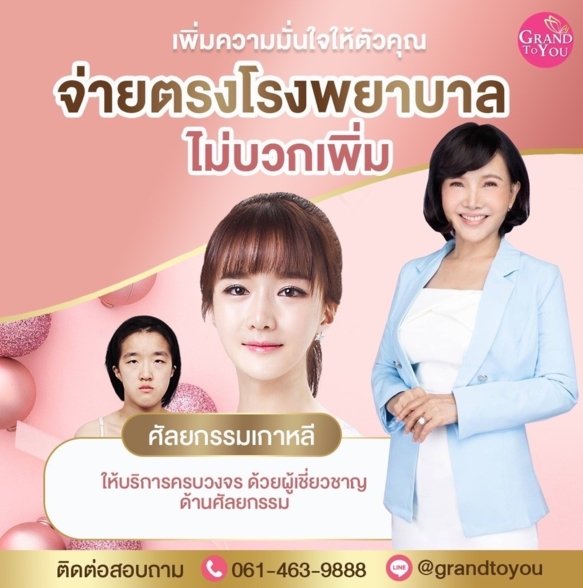 GRAND
TO YOU
เพิ่มความมั่นใจให้ตัวคุณ
จ่ายตรงโรงพยาบาล
ไม่บวกเพิ่ม
ศัลยกรรมเกาหลี
ให้บริการครบวงจร ด้วยผู้เชี่ยวชาญ
ด้านศัลยกรรม
ติดต่อสอบถาม 061-463-9888 LINE @grandtoyou